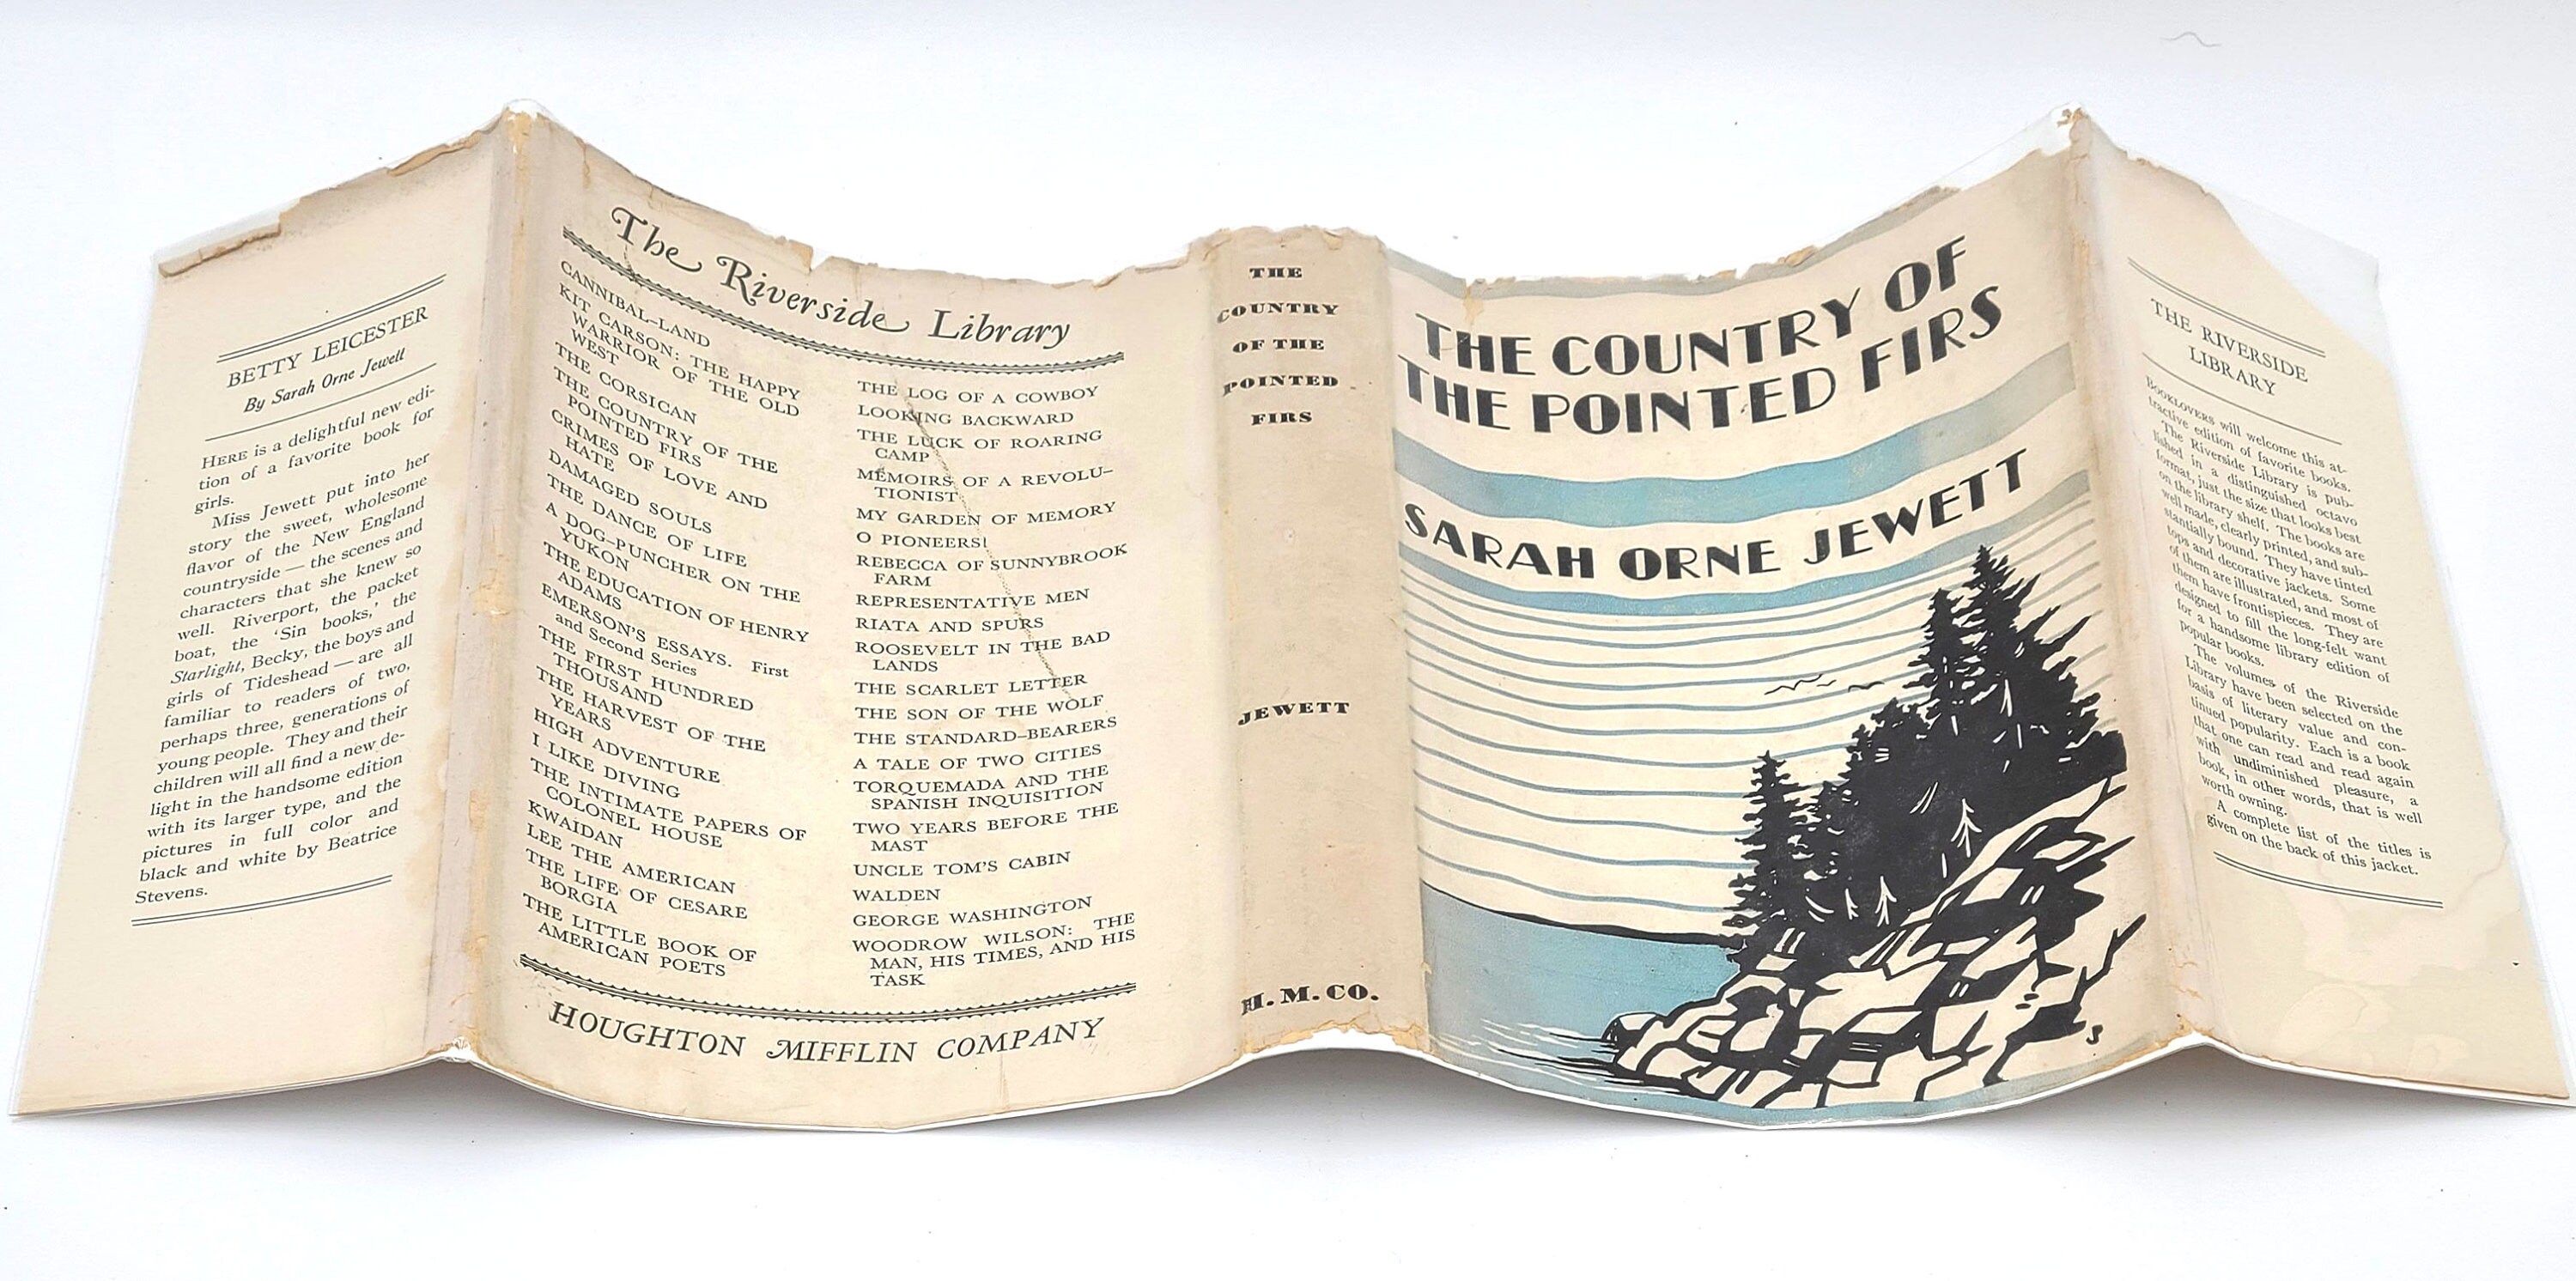 BETTY LEICESTER
By Sarah Orne Jewett
HERE is a delightful new edi-
tion of a favorite book for
girls.
Miss Jewett put into her
story the sweet, wholesome
flavor of the New England
countryside — the scenes and
characters that she knew so
well. Riverport, the packet
boat, the ‘Sin books,’ the
Starlight, Becky, the boys and
girls of Tideshead — are all
familiar to readers of two,
perhaps three, generations of
young people. They and their
children will all find a new de-
light in the handsome edition
with its larger type, and the
pictures in full color and
black and white by Beatrice
Stevens.
The Riverside Library
CANNIBAL-LAND
KIT CARSON: THE HAPPY
WARRIOR OF THE OLD
WEST
THE CORSICAN
THE COUNTRY OF THE
POINTED FIRS
CRIMES OF LOVE AND
HATE
DAMAGED SOULS
THE DANCE OF LIFE
A DOG-PUNCHER ON THE
YUKON
THE EDUCATION OF HENRY
ADAMS
EMERSON'S ESSAYS. First
and Second Series
THE FIRST HUNDRED
THOUSAND
THE HARVEST OF THE
YEARS
HIGH ADVENTURE
I LIKE DIVING
THE INTIMATE PAPERS OF
COLONEL HOUSE
KWAIDAN
LEE THE AMERICAN
THE LIFE OF CESARE
BORGIA
THE LITTLE BOOK OF
AMERICAN POETS
THE LOG OF A COWBOY
LOOKING BACKWARD
THE LUCK OF ROARING
CAMP
MEMOIRS OF A REVOLU-
TIONIST
MY GARDEN OF MEMORY
O PIONEERS!
REBECCA OF SUNNYBROOK
FARM
REPRESENTATIVE MEN
RIATA AND SPURS
ROOSEVELT IN THE BAD
LANDS
THE SCARLET LETTER
THE SON OF THE WOLF
THE STANDARD-BEARERS
A TALE OF TWO CITIES
TORQUEMADA AND THE
SPANISH INQUISITION
TWO YEARS BEFORE THE
MAST
UNCLE TOM'S CABIN
WALDEN
GEORGE WASHINGTON
WOODROW WILSON: THE
MAN, HIS TIMES, AND HIS
TASK
HOUGHTON MIFFLIN COMPANY
THE
COUNTRY
OF THE
POINTED
FIRS
JEWETT
H. M. CO.
THE COUNTRY OF
THE POINTED FIRS
SARAH ORNE JEWETT
S
THE RIVERSIDE
LIBRARY
BOOKLOVERS will welcome this at-
tractive edition of favorite books.
The Riverside Library is pub-
lished in a distinguished octavo
format, just the size that looks best
on the library shelf. The books are
well made, clearly printed, and sub-
stantially bound. They have tinted
tops and decorative jackets. Some
of them are illustrated, and most of
them have frontispieces. They are
designed to fill the long-felt want
for a handsome library edition of
popular books.
The volumes of the Riverside
Library have been selected on the
basis of literary value and con-
tinued popularity. Each is a book
that one can read and read again
with undiminished pleasure, a
book, in other words, that is well
worth owning.
A complete list of the titles is
given on the back of this jacket.